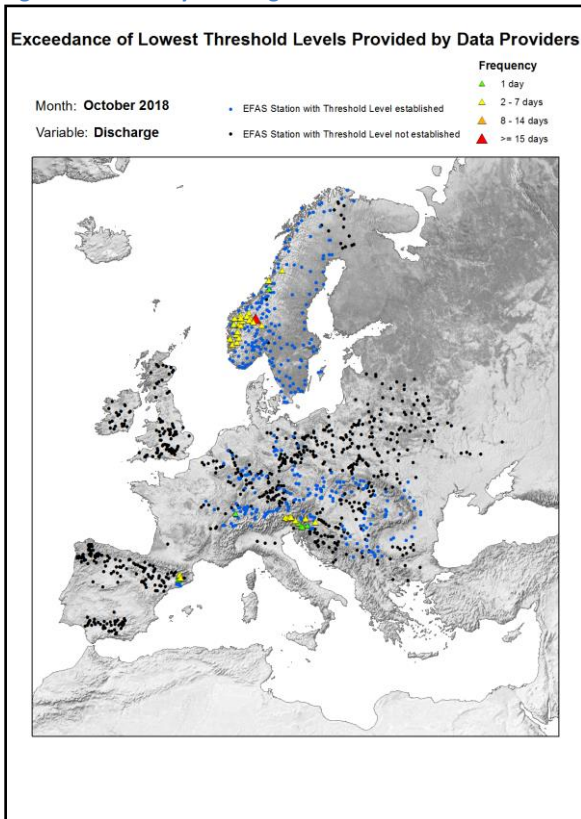 Exceedance of Lowest Threshold Levels Provided by Data Providers
Frequency
1 day
2 - 7 days
8 - 14 days
>= 15 days
Month: October 2018
EFAS Station with Threshold Level established
Variable: Discharge
EFAS Station with Threshold Level not established